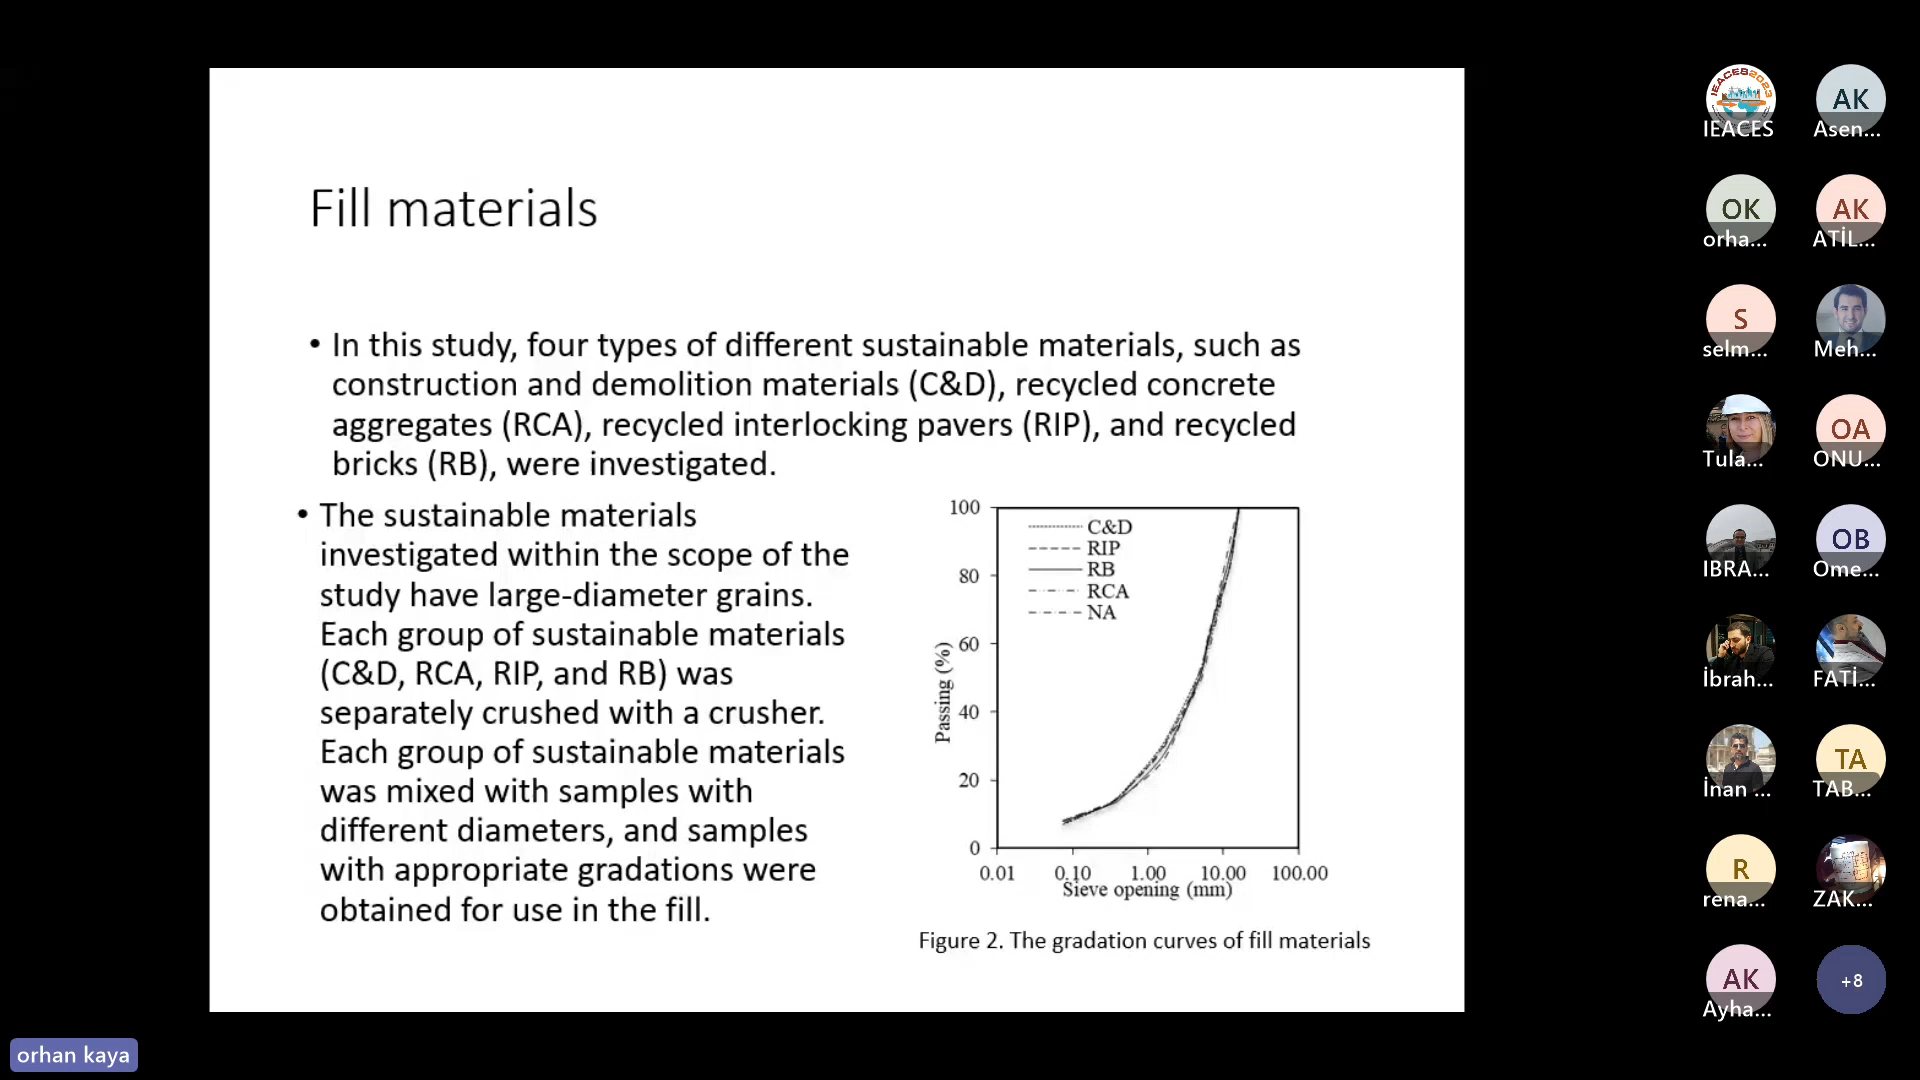 Fill materials
• In this study, four types of different sustainable materials, such as
construction and demolition materials (C&D), recycled concrete
aggregates (RCA), recycled interlocking pavers (RIP), and recycled
bricks (RB), were investigated.
• The sustainable materials
investigated within the scope of the
study have large-diameter grains.
Each group of sustainable materials
(C&D, RCA, RIP, and RB) was
separately crushed with a crusher.
Each group of sustainable materials
was mixed with samples with
different diameters, and samples
with appropriate gradations were
obtained for use in the fill.
100
80
60
40
20
0
Passing (%)
C&D
RIP
RB
RCA
NA
0.01 0.10 1.00 10.00 100.00
Sieve opening (mm)
Figure 2. The gradation curves of fill materials
IEACES2023
IEACES
AK
Asen...
OK
orha...
AK
ATİL...
S
selm...
Meh...
Tula...
OA
ONU...
IBRA...
OB
Ome...
İbrah...
FATİ...
İnan ...
TA
TAB...
R
rena...
ZAK...
AK
Ayha...
+8
orhan kaya